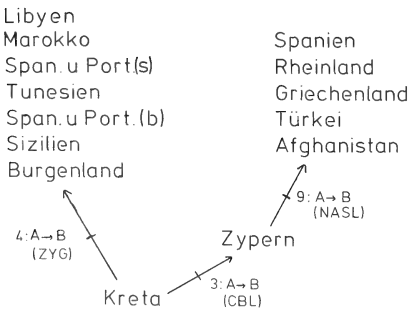 Libyen
Marokko
Span. u Port.(s)
Tunesien
Span. u Port.(b)
Sizilien
Burgenland
Spanien
Rheinland
Griechenland
Türkei
Afghanistan
4: A→B
(ZYG)
9: A→B
(NASL)
Zypern
3: A→B
(CBL)
Kreta